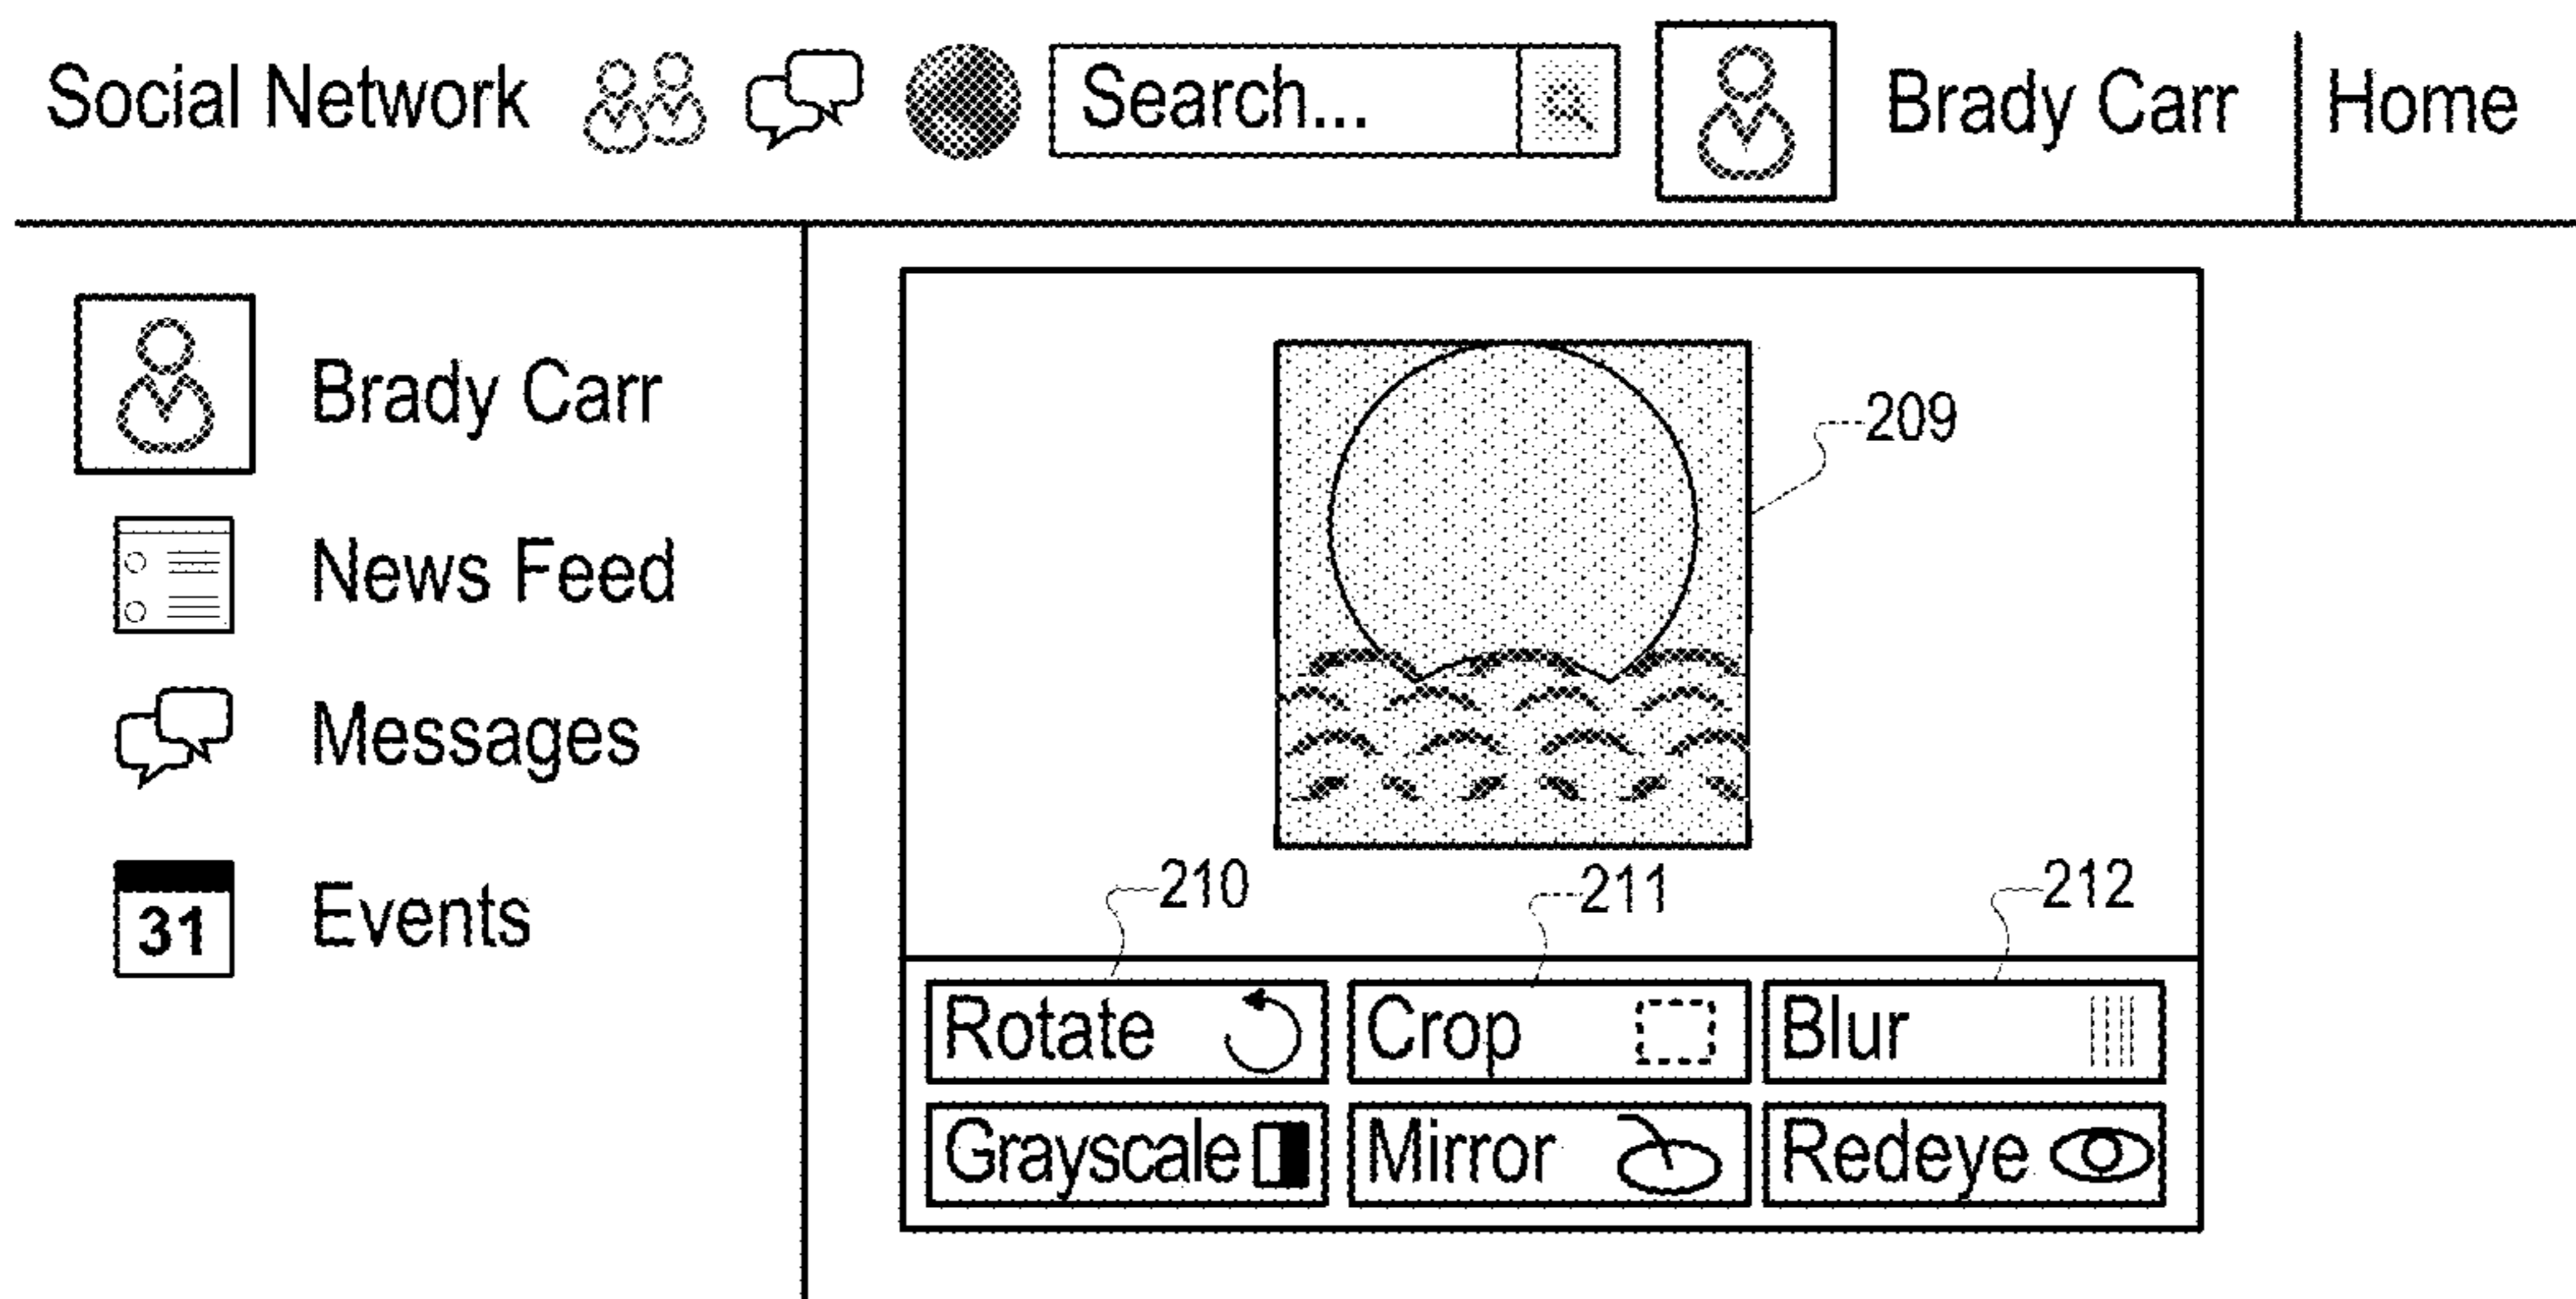 Social Network Search... Brady Carr Home
Brady Carr
News Feed
Messages
31 Events
209
210 211 212
Rotate Crop Blur
Grayscale Mirror Redeye